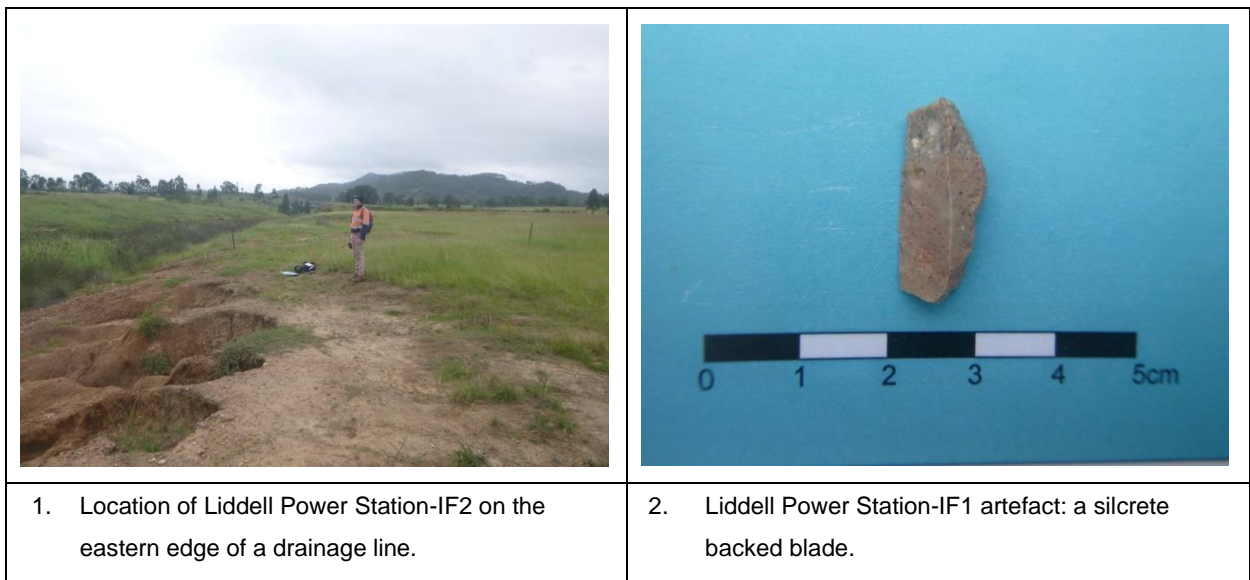 0 1 2 3 4 5cm
1. Location of Liddell Power Station-IF2 on the
eastern edge of a drainage line.
2. Liddell Power Station-IF1 artefact: a silcrete
backed blade.